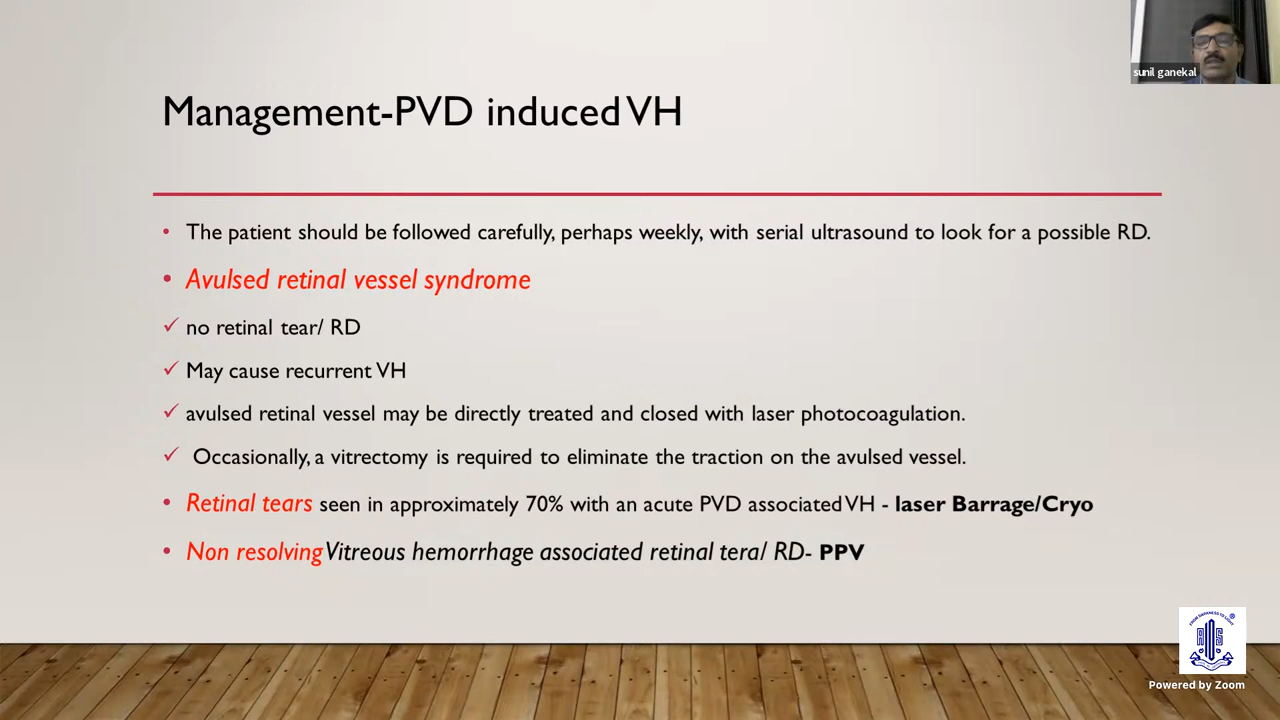 sunil ganekal
Management-PVD induced VH
• The patient should be followed carefully, perhaps weekly, with serial ultrasound to look for a possible RD.
• Avulsed retinal vessel syndrome
✓ no retinal tear/ RD
✓ May cause recurrent VH
✓ avulsed retinal vessel may be directly treated and closed with laser photocoagulation.
✓ Occasionally, a vitrectomy is required to eliminate the traction on the avulsed vessel.
• Retinal tears seen in approximately 70% with an acute PVD associated VH - laser Barrage/Cryo
• Non resolving Vitreous hemorrhage associated retinal tera/ RD- PPV
Powered by Zoom